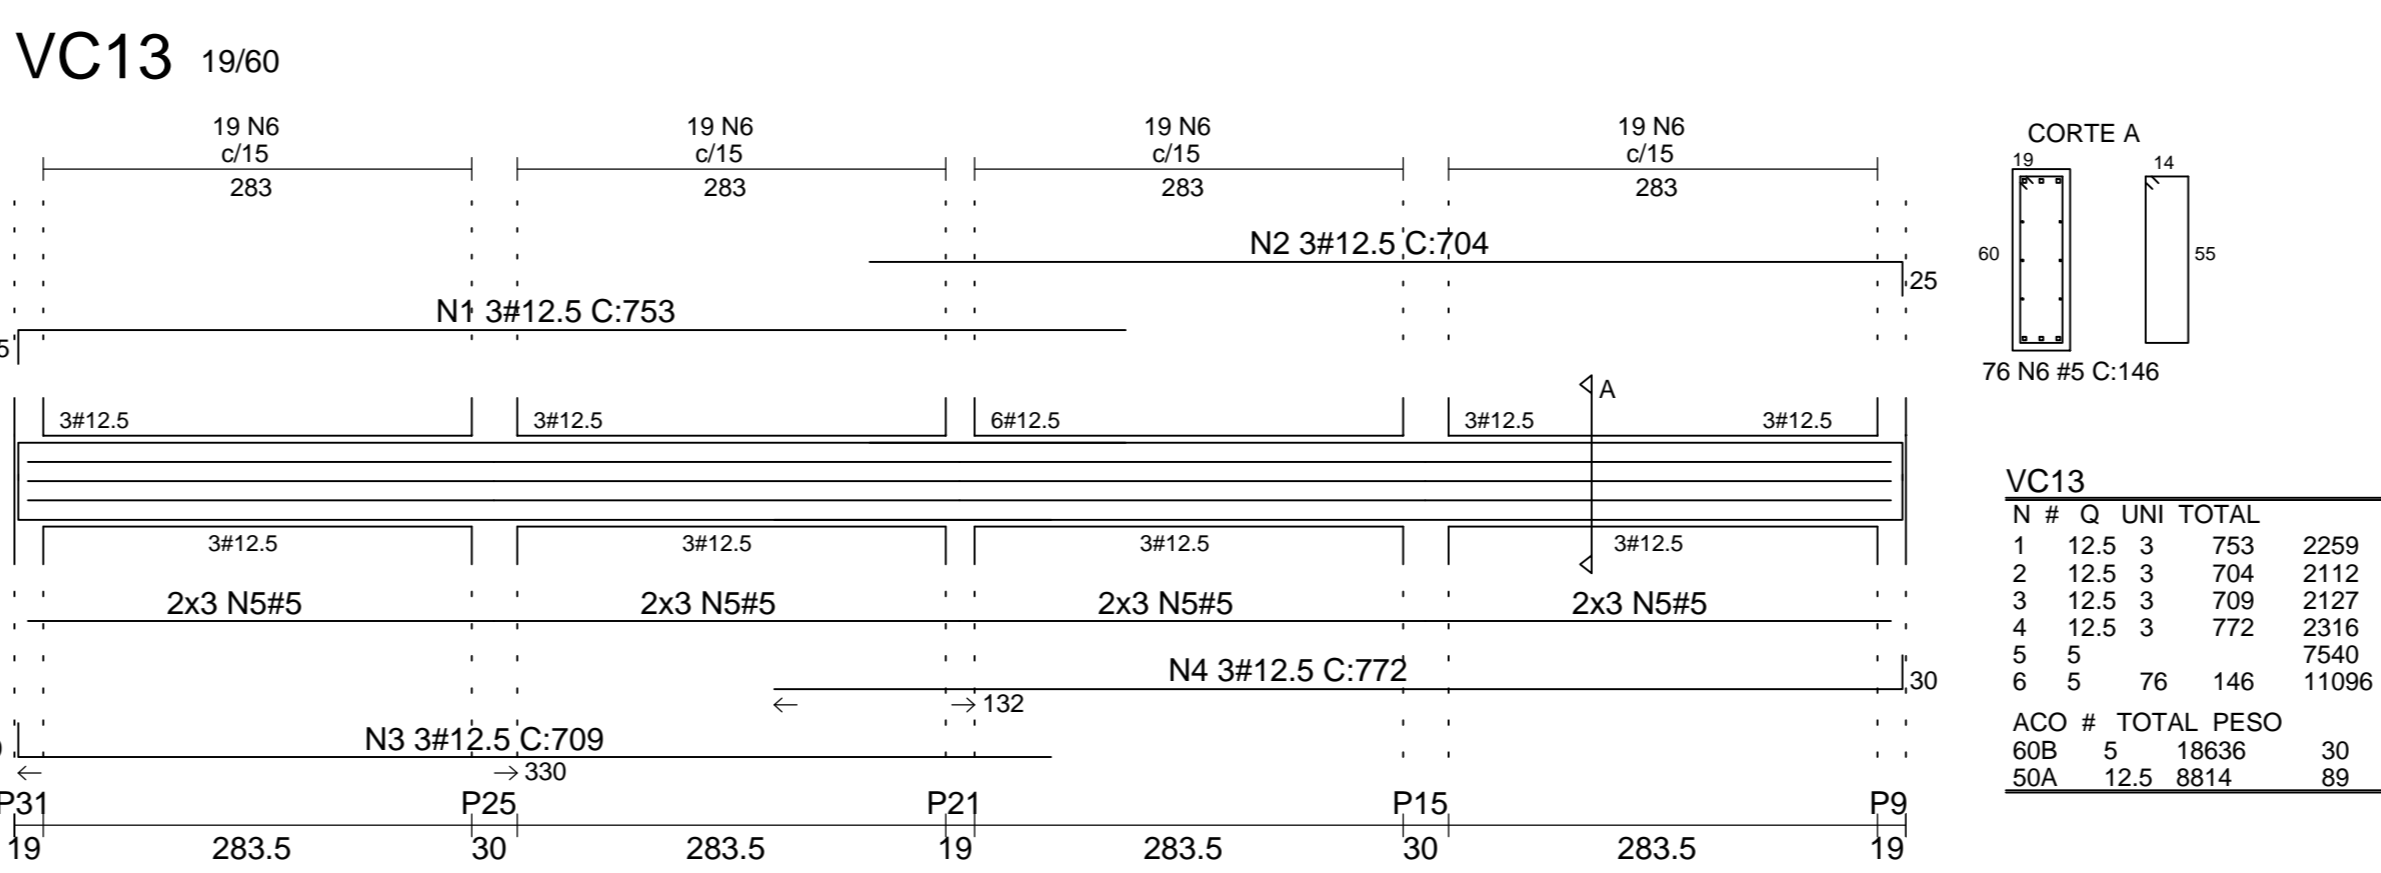 VC13 19/60
19 N6 19 N6 19 N6 19 N6
c/15 c/15 c/15 c/15
283 283 283 283
CORTE A
19 14
60 55
76 N6 #5 C:146
N2 3#12.5 C:704
25
N1 3#12.5 C:753
5
A
3#12.5 3#12.5 6#12.5 3#12.5 3#12.5
3#12.5 3#12.5 3#12.5 3#12.5
2x3 N5#5 2x3 N5#5 2x3 N5#5 2x3 N5#5
N4 3#12.5 C:772
30
132
N3 3#12.5 C:709
330
P31 P25 P21 P15 P9
19 283.5 30 283.5 19 283.5 30 283.5 19
VC13
N # Q UNI TOTAL
1 12.5 3 753 2259
2 12.5 3 704 2112
3 12.5 3 709 2127
4 12.5 3 772 2316
5 5 7540
6 5 76 146 11096
ACO # TOTAL PESO
60B 5 18636 30
50A 12.5 8814 89